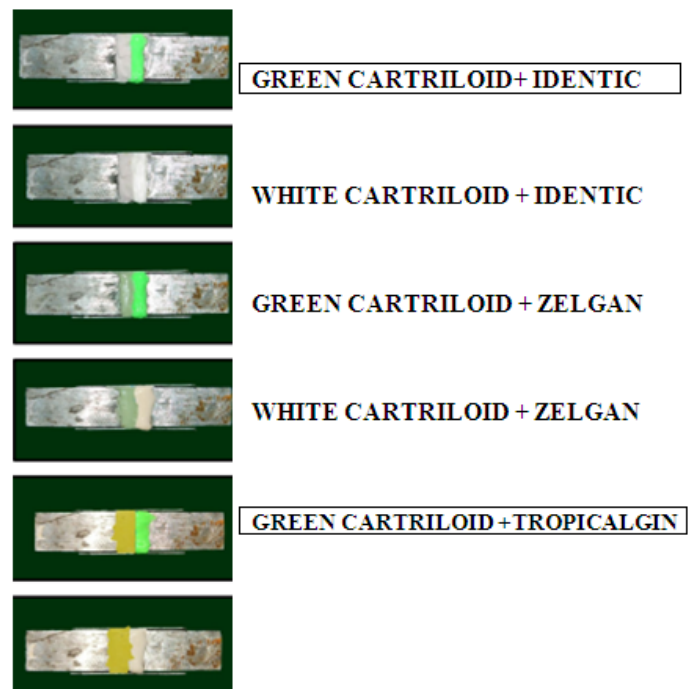 GREEN CARTRILOID+ IDENTIC
WHITE CARTRILOID + IDENTIC
GREEN CARTRILOID + ZELGAN
WHITE CARTRILOID + ZELGAN
GREEN CARTRILOID +TROPICALGIN